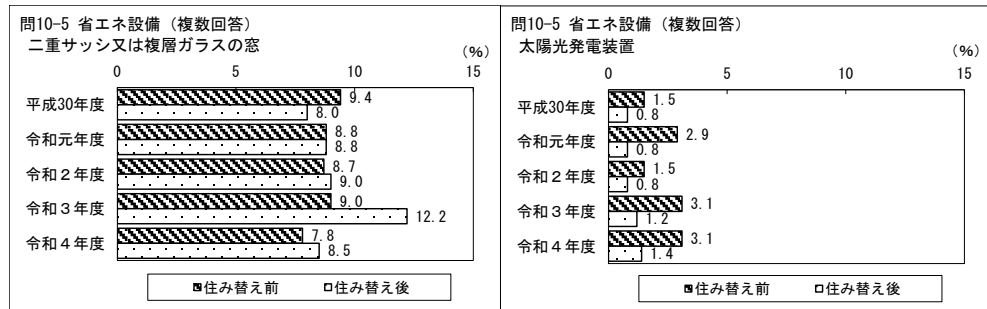 問10-5 省エネ設備（複数回答）
二重サッシ又は複層ガラスの窓
（%）
0 5 10 15
平成30年度 9.4
8.0
令和元年度 8.8
8.8
令和２年度 8.7
9.0
令和３年度 9.0
12.2
令和４年度 7.8
8.5
住み替え前 住み替え後
問10-5 省エネ設備（複数回答）
太陽光発電装置
（%）
0 5 10 15
平成30年度 1.5
0.8
令和元年度 2.9
0.8
令和２年度 1.5
0.8
令和３年度 3.1
1.2
令和４年度 3.1
1.4
住み替え前 住み替え後